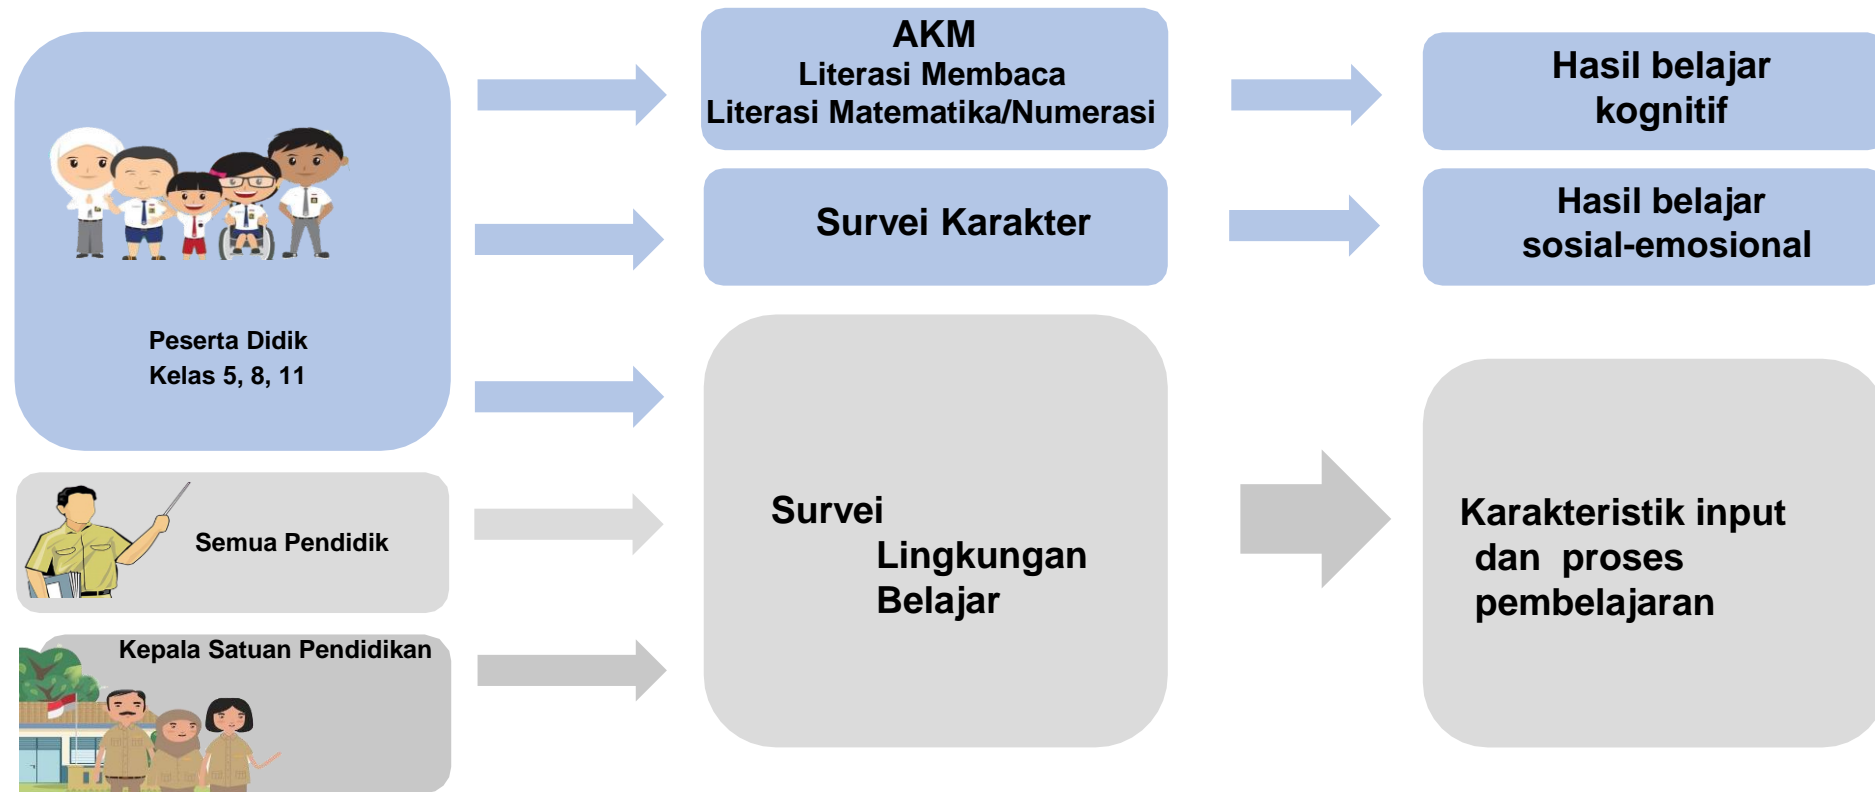 AKM
Literasi Membaca
Literasi Matematika/Numerasi
Hasil belajar
kognitif
Survei Karakter
Hasil belajar
sosial-emosional
Peserta Didik
Kelas 5, 8, 11
Semua Pendidik
Kepala Satuan Pendidikan
Survei
Lingkungan
Belajar
Karakteristik input
dan proses
pembelajaran